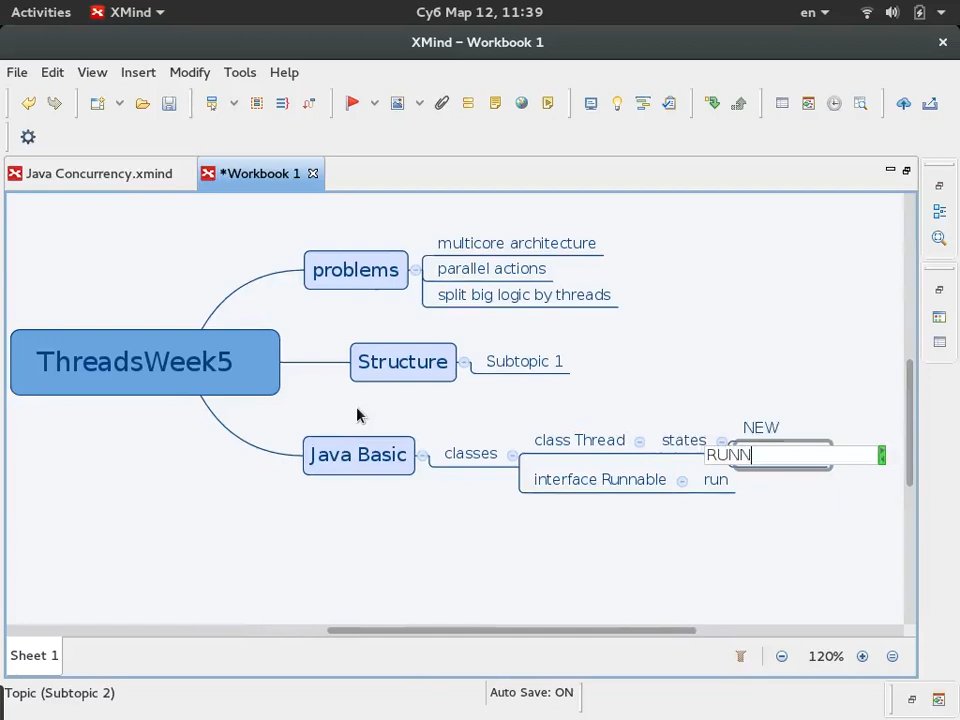 Activities XMind Суб Мар 12, 11:39 en
XMind – Workbook 1
File Edit View Insert Modify Tools Help
Java Concurrency.xmind *Workbook 1
multicore architecture
problems
parallel actions
split big logic by threads
ThreadsWeek5
Structure
Subtopic 1
NEW
class Thread states
Java Basic
classes
RUNN
interface Runnable run
Sheet 1
120%
Topic (Subtopic 2)
Auto Save: ON